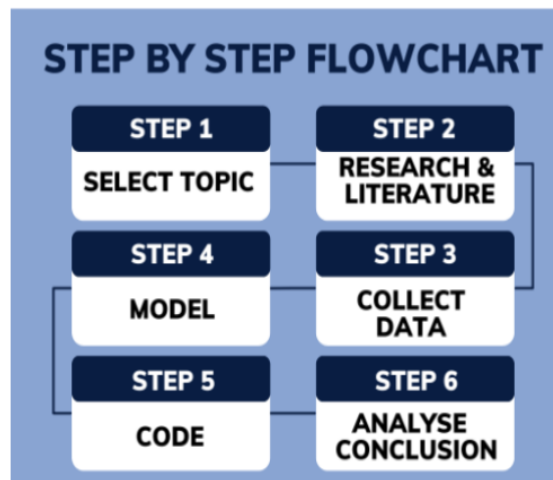 STEP BY STEP FLOWCHART
STEP 1
SELECT TOPIC
STEP 2
RESEARCH &
LITERATURE
STEP 3
COLLECT
DATA
STEP 4
MODEL
STEP 5
CODE
STEP 6
ANALYSE
CONCLUSION